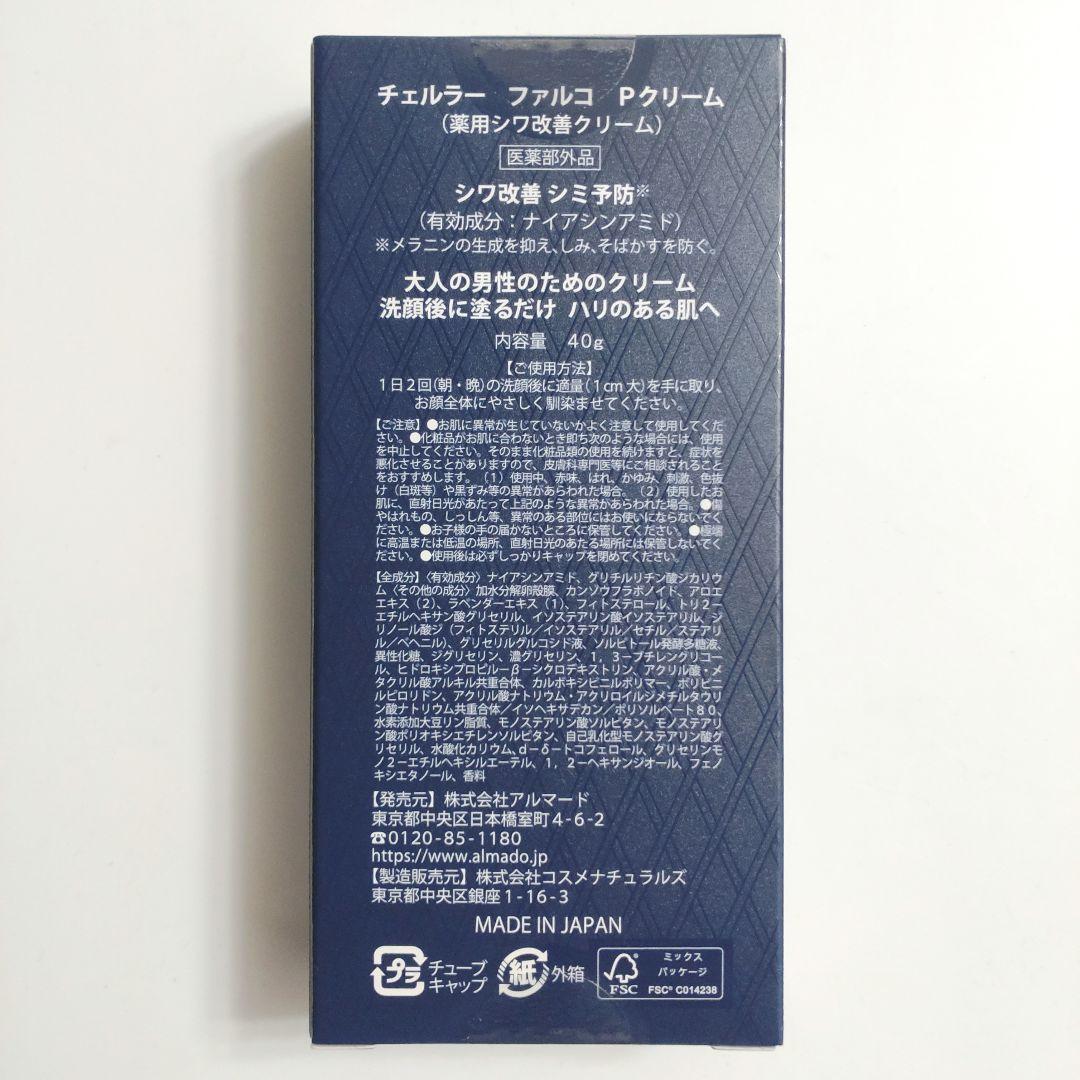 チェルラー　ファルコ　Pクリーム
（薬用シワ改善クリーム）
医薬部外品
シワ改善 シミ予防※
（有効成分：ナイアシンアミド）
※メラニンの生成を抑え、しみ、そばかすを防ぐ。
大人の男性のためのクリーム
洗顔後に塗るだけ ハリのある肌へ
内容量　40g
【ご使用方法】
1日2回（朝・晩）の洗顔後に適量（1cm大）を手に取り、
お顔全体にやさしく馴染ませてください。
【ご注意】●お肌に異常が生じていないかよく注意して使用してくだ
さい。●化粧品がお肌に合わないとき即ち次のような場合には、使用
を中止してください。そのまま化粧品類の使用を続けますと、症状を
悪化させることがありますので、皮膚科専門医等にご相談されること
をおすすめします。（1）使用中、赤味、はれ、かゆみ、刺激、色抜
け（白斑等）や黒ずみ等の異常があらわれた場合。（2）使用したお
肌に、直射日光があたって上記のような異常があらわれた場合。●傷
やはれもの、しっしん等、異常のある部位にはお使いにならないでく
ださい。●お子様の手の届かないところに保管してください。●極端
に高温または低温の場所、直射日光のあたる場所には保管しないでく
ださい。●使用後は必ずしっかりキャップを閉めてください。
【全成分】〈有効成分〉ナイアシンアミド、グリチルリチン酸ジカリウ
ム〈その他の成分〉加水分解卵殻膜、カンゾウフラボノイド、アロエ
エキス（2）、ラベンダーエキス（1）、フィトステロール、トリ2－
エチルヘキサン酸グリセリル、イソステアリン酸イソステアリル、ジ
リノール酸ジ（フィトステリル／イソステアリル／セチル／ステアリ
ル／ベヘニル）、グリセリルグルコシド液、ソルビトール発酵多糖液、
異性化糖、ジグリセリン、濃グリセリン、1，3－ブチレングリコー
ル、ヒドロキシプロピル－β－シクロデキストリン、アクリル酸・メ
タクリル酸アルキル共重合体、カルボキシビニルポリマー、ポリビニ
ルピロリドン、アクリル酸ナトリウム・アクリロイルジメチルタウリ
ン酸ナトリウム共重合体／イソヘキサデカン／ポリソルベート80、
水素添加大豆リン脂質、モノステアリン酸ソルビタン、モノステアリ
ン酸ポリオキシエチレンソルビタン、自己乳化型モノステアリン酸グ
リセリル、水酸化カリウム、d－δ－トコフェロール、グリセリンモ
ノ2－エチルヘキシルエーテル、1，2－ヘキサンジオール、フェノ
キシエタノール、香料
【発売元】株式会社アルマード
東京都中央区日本橋室町4-6-2
☎0120-85-1180
https://www.almado.jp
【製造販売元】株式会社コスメナチュラルズ
東京都中央区銀座1-16-3
MADE IN JAPAN
プラ チューブ
キャップ
紙 外箱
FSC
ミックス
パッケージ
FSC® C014238